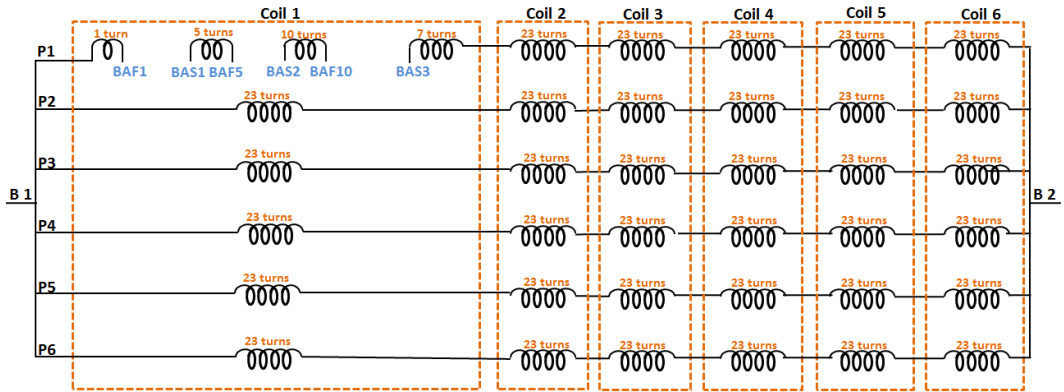 Coil 1 Coil 2 Coil 3 Coil 4 Coil 5 Coil 6
1 turn 5 turns 10 turns 7 turns 23 turns 23 turns 23 turns 23 turns 23 turns
P1
BAF1 BAS1 BAF5 BAS2 BAF10 BAS3
P2 23 turns 23 turns 23 turns 23 turns 23 turns 23 turns
P3 23 turns 23 turns 23 turns 23 turns 23 turns 23 turns
B 1 B 2
P4 23 turns 23 turns 23 turns 23 turns 23 turns 23 turns
P5 23 turns 23 turns 23 turns 23 turns 23 turns 23 turns
P6 23 turns 23 turns 23 turns 23 turns 23 turns 23 turns